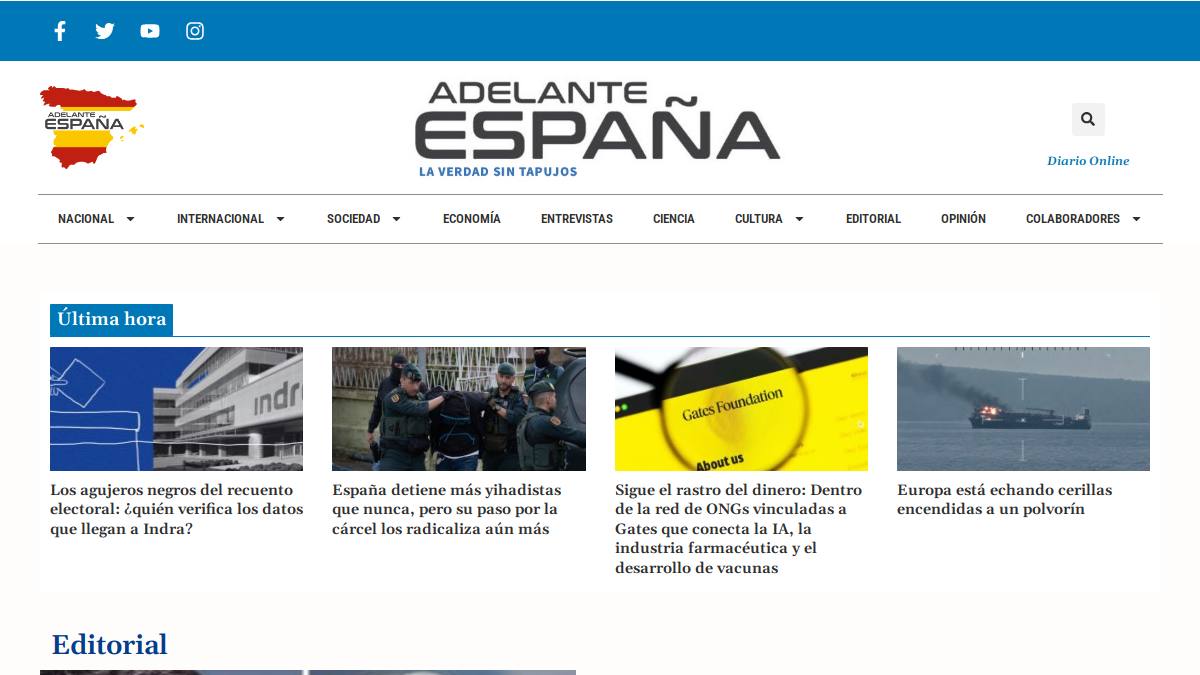 ADELANTE
ESPAÑA
ADELANTE
ESPAÑA
LA VERDAD SIN TAPUJOS
Diario Online
NACIONAL INTERNACIONAL SOCIEDAD ECONOMÍA ENTREVISTAS CIENCIA CULTURA EDITORIAL OPINIÓN COLABORADORES
Última hora
indr
Gates Foundation
About us
Los agujeros negros del recuento
electoral: ¿quién verifica los datos
que llegan a Indra?
España detiene más yihadistas
que nunca, pero su paso por la
cárcel los radicaliza aún más
Sigue el rastro del dinero: Dentro
de la red de ONGs vinculadas a
Gates que conecta la IA, la
industria farmacéutica y el
desarrollo de vacunas
Europa está echando cerillas
encendidas a un polvorín
Editorial